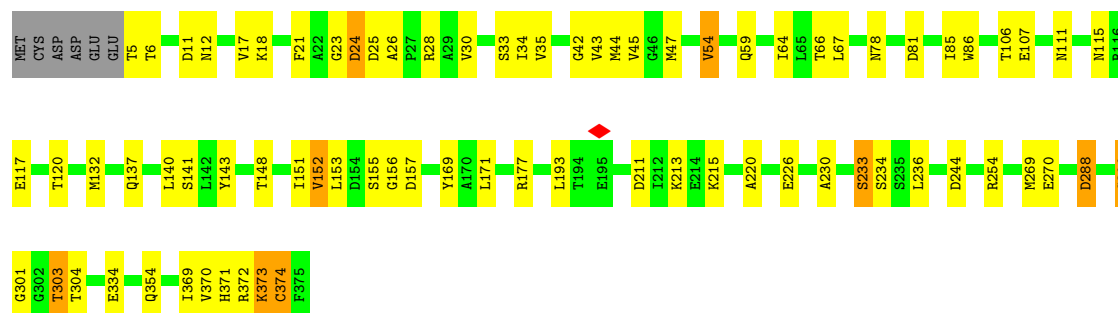 MET CYS ASP ASP GLU GLU T5 T6 D11 N12 V17 K18 F21 A22 G23 D24 D25 A26 P27 R28 A29 V30 S33 I34 V35 G42 V43 M44 V45 G46 M47 V54 Q59 I64 L65 T66 L67 N78 D81 I85 W86 T106 E107 N111 N115 R116
E117 T120 M132 Q137 L140 S141 L142 Y143 T148 I151 V152 L153 D154 S155 G156 D157 Y169 A170 L171 R177 L193 T194 E195 D211 I212 K213 E214 K215 A220 E226 A230 S233 S234 S235 L236 D244 R254 M269 E270 D288
G301 G302 T303 T304 E334 Q354 I369 V370 H371 R372 K373 C374 F375